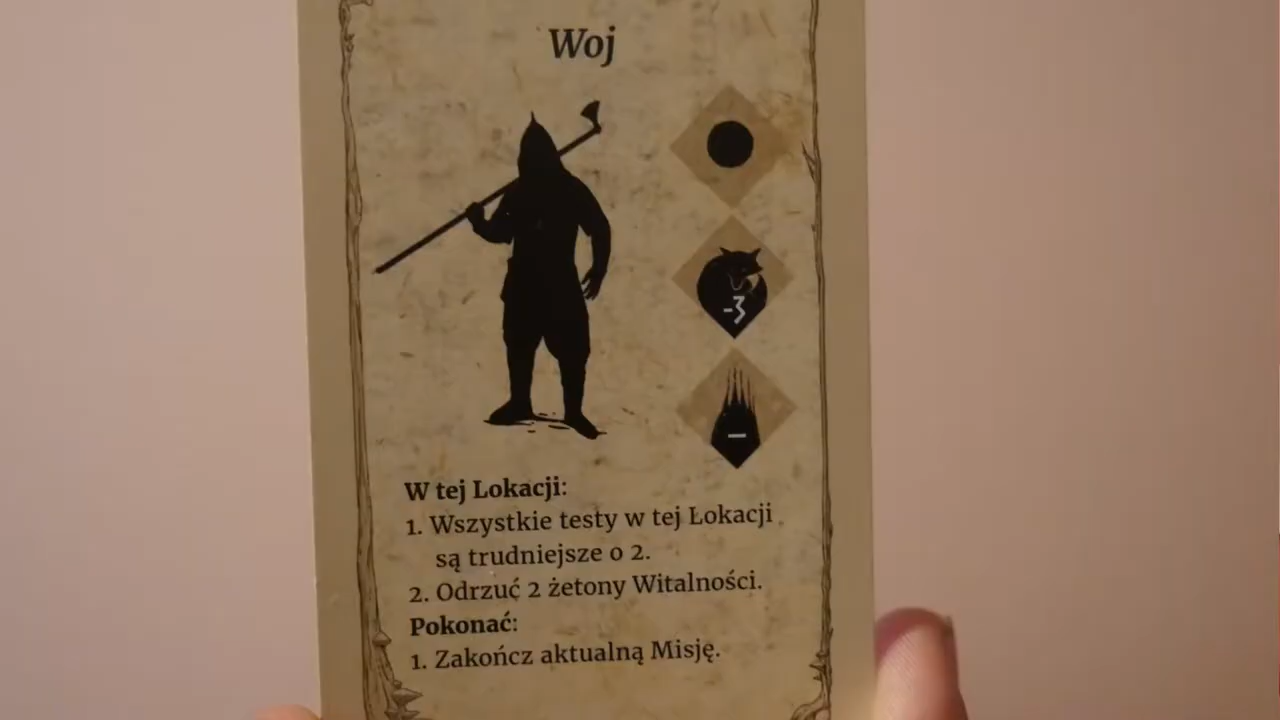 Woj
-3
–
W tej Lokacji:
1. Wszystkie testy w tej Lokacji
są trudniejsze o 2.
2. Odrzuć 2 żetony Witalności.
Pokonać:
1. Zakończ aktualną Misję.